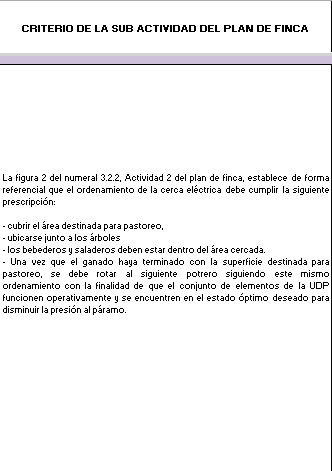 CRITERIO DE LA SUB ACTIVIDAD DEL PLAN DE FINCA
La figura 2 del numeral 3.2.2, Actividad 2 del plan de finca, establece de forma
referencial que el ordenamiento de la cerca eléctrica debe cumplir la siguiente
prescripción:
- cubrir el área destinada para pastoreo,
- ubicarse junto a los árboles
- los bebederos y saladeros deben estar dentro del área cercada.
- Una vez que el ganado haya terminado con la superficie destinada para
pastoreo, se debe rotar al siguiente potrero siguiendo este mismo
ordenamiento con la finalidad de que el conjunto de elementos de la UDP
funcionen operativamente y se encuentren en el estado óptimo deseado para
disminuir la presión al páramo.